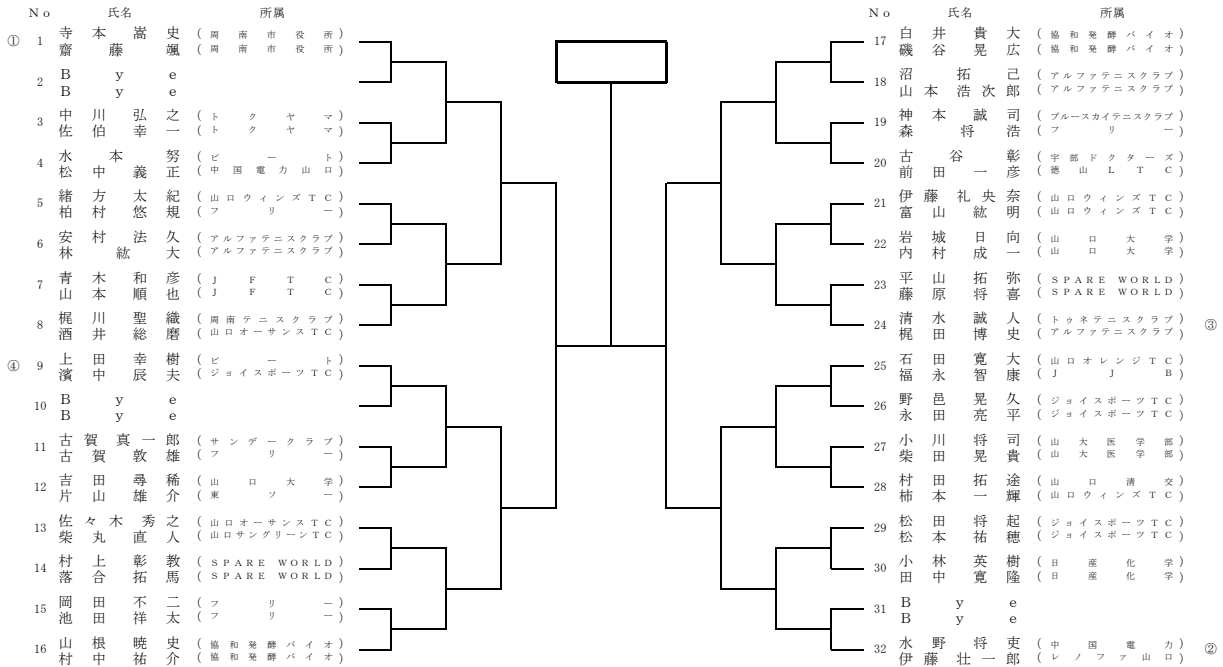 No 氏名 所属
① 1 寺本嵩史 (周南市役所)
齋藤颯 (周南市役所)
2 Bye
Bye
3 中川弘之 (トクヤマ)
佐伯幸一 (トクヤマ)
4 水本努 (ビート)
松中義正 (中国電力山口)
5 緒方太紀 (山口ウィンズTC)
柏村悠規 (フリー)
6 安村法久 (アルファテニスクラブ)
林紘大 (アルファテニスクラブ)
7 青木和彦 (JFTC)
山本順也 (JFTC)
8 梶川聖織 (周南テニスクラブ)
酒井総磨 (山口オーサンスTC)
④ 9 上田幸樹 (ビート)
濱中辰夫 (ジョイスポーツTC)
10 Bye
Bye
11 古賀真一郎 (サンデークラブ)
古賀敦雄 (フリー)
12 吉田尋稀 (山口大学)
片山雄介 (東ソー)
13 佐々木秀之 (山口オーサンスTC)
柴丸直人 (山口サングリーンTC)
14 村上彰教 (SPARE WORLD)
落合拓馬 (SPARE WORLD)
15 岡田不二 (フリー)
池田祥太 (フリー)
16 山根暁史 (協和発酵バイオ)
村中祐介 (協和発酵バイオ)
No 氏名 所属
17 白井貴大 (協和発酵バイオ)
磯谷晃広 (協和発酵バイオ)
18 沼拓己 (アルファテニスクラブ)
山本浩次郎 (アルファテニスクラブ)
19 神本誠司 (ブルースカイテニスクラブ)
森将浩 (フリー)
20 古谷彰 (宇部ドクターズ)
前田一彦 (徳山LTC)
21 伊藤礼央奈 (山口ウィンズTC)
富山紘明 (山口ウィンズTC)
22 岩城日向 (山口大学)
内村成一 (山口大学)
23 平山拓弥 (SPARE WORLD)
藤原将喜 (SPARE WORLD)
24 清水誠人 (トゥネテニスクラブ) ③
梶田博史 (アルファテニスクラブ)
25 石田寛大 (山口オレンジTC)
福永智康 (JJB)
26 野邑晃久 (ジョイスポーツTC)
永田亮平 (ジョイスポーツTC)
27 小川将司 (山大医学部)
柴田晃貴 (山大医学部)
28 村田拓途 (山口清交)
柿本一輝 (山口ウィンズTC)
29 松田将起 (ジョイスポーツTC)
松本祐穂 (ジョイスポーツTC)
30 小林英樹 (日産化学)
田中寛隆 (日産化学)
31 Bye
Bye
32 水野将吏 (中国電力) ②
伊藤壮一郎 (レノファ山口)